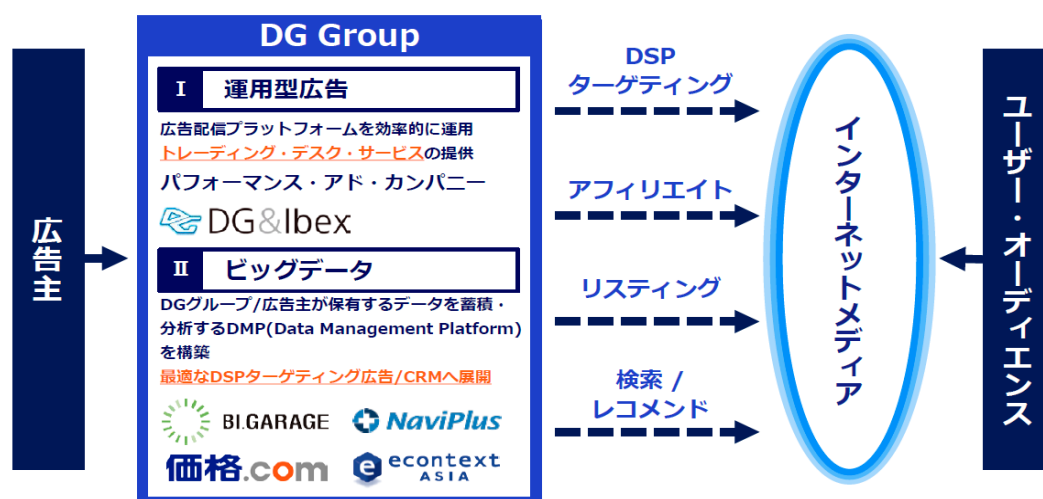 広告主
DG Group
I 運用型広告
広告配信プラットフォームを効率的に運用
トレーディング・デスク・サービスの提供
パフォーマンス・アド・カンパニー
DG&Ibex
II ビッグデータ
DGグループ/広告主が保有するデータを蓄積・
分析するDMP(Data Management Platform)
を構築
最適なDSPターゲティング広告/CRMへ展開
BI.GARAGE
NaviPlus
価格.com
econtext
ASIA
DSP
ターゲティング
アフィリエイト
リスティング
検索 /
レコメンド
インターネットメディア
ユーザー・オーディエンス